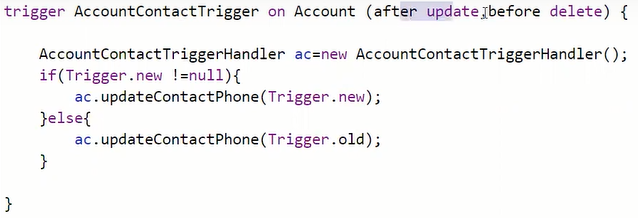 trigger AccountContactTrigger on Account (after update,before delete) {
AccountContactTriggerHandler ac=new AccountContactTriggerHandler();
if(Trigger.new !=null){
ac.updateContactPhone(Trigger.new);
}else{
ac.updateContactPhone(Trigger.old);
}
}